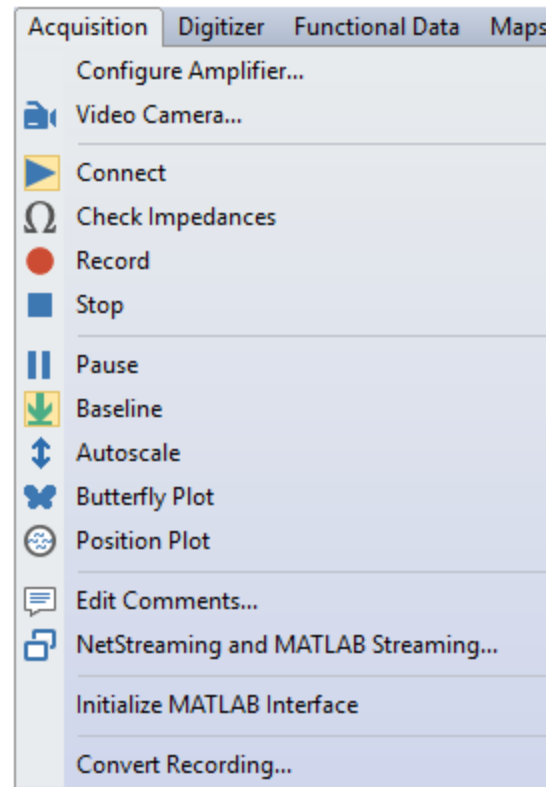 Acquisition Digitizer Functional Data Maps
Configure Amplifier...
Video Camera...
Connect
Check Impedances
Record
Stop
Pause
Baseline
Autoscale
Butterfly Plot
Position Plot
Edit Comments...
NetStreaming and MATLAB Streaming...
Initialize MATLAB Interface
Convert Recording...